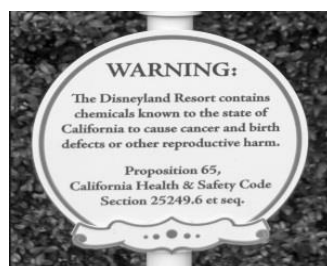 WARNING:
The Disneyland Resort contains
chemicals known to the state of
California to cause cancer and birth
defects or other reproductive harm.
Proposition 65,
California Health & Safety Code
Section 25249.6 et seq.